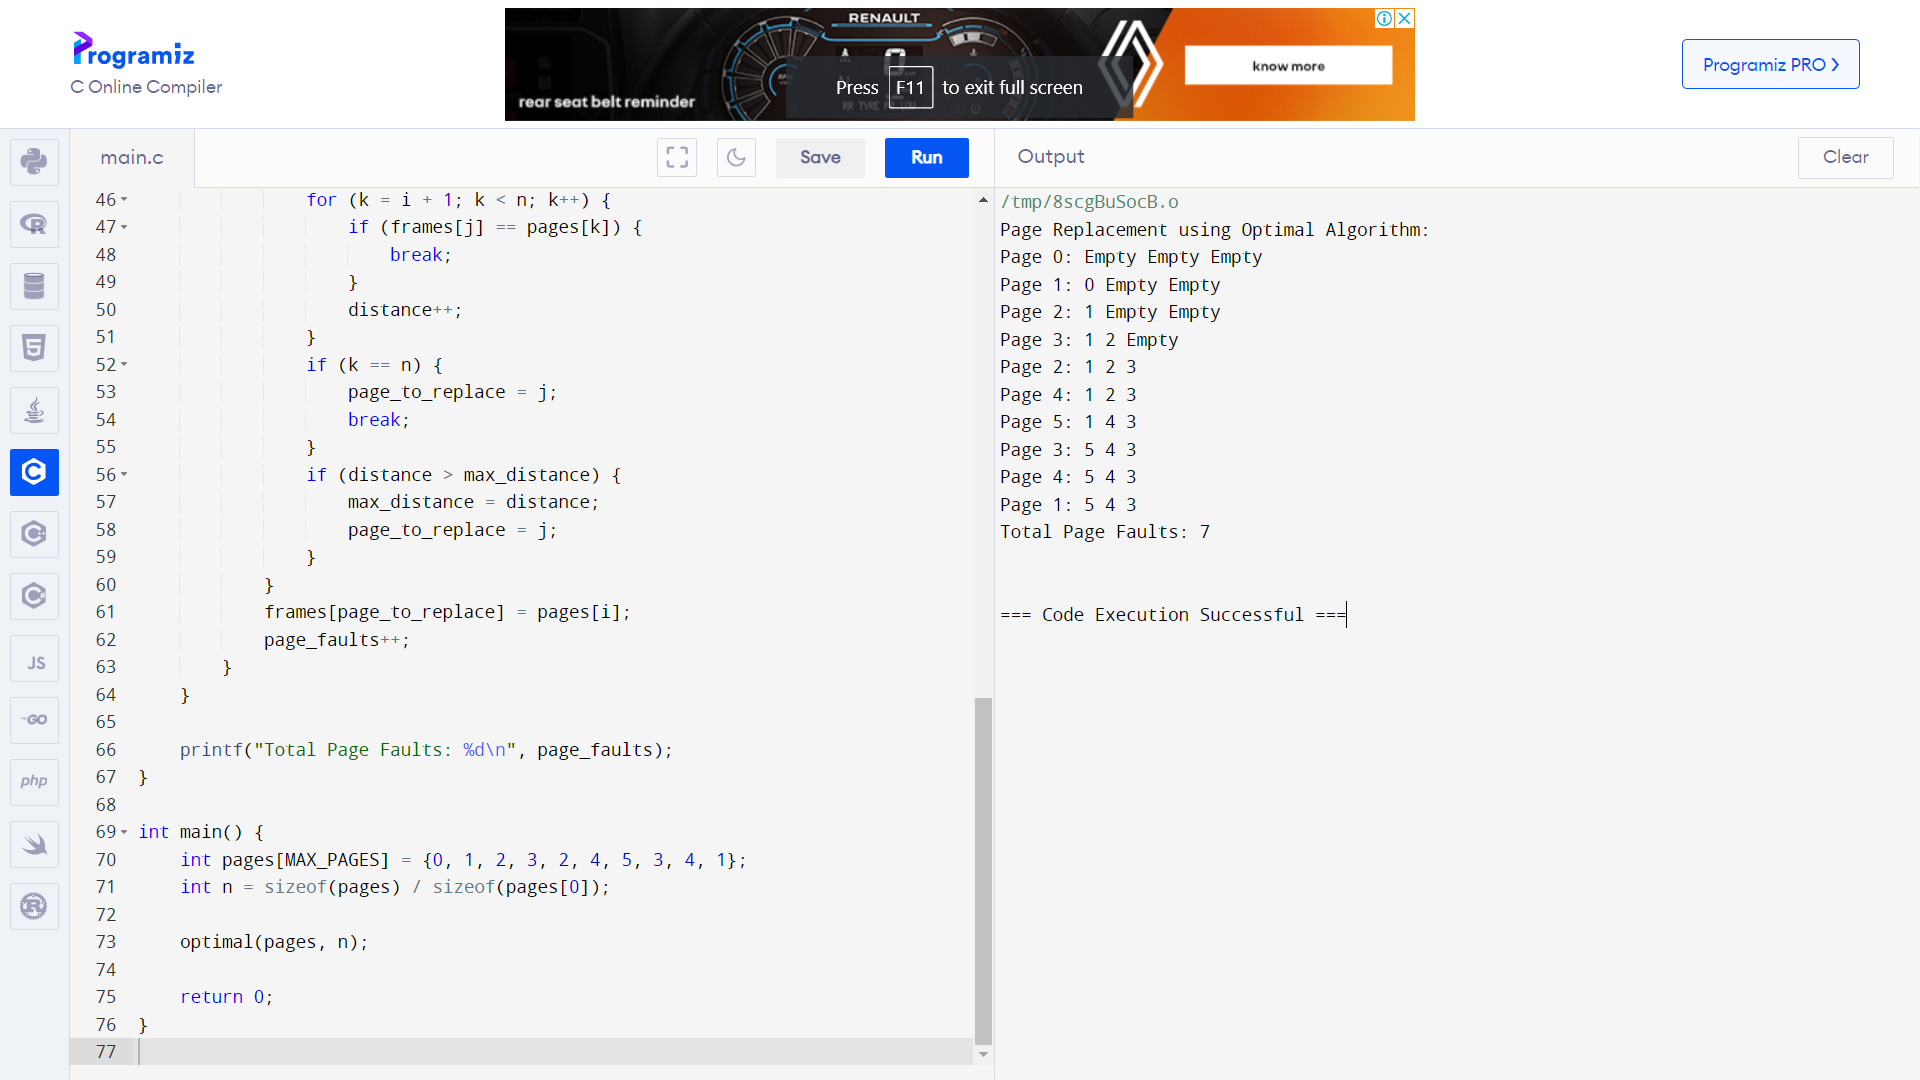 Programiz
C Online Compiler
RENAULT
rear seat belt reminder
Press F11 to exit full screen
know more
Programiz PRO >
main.c
Save
Run
Output
Clear
46 for (k = i + 1; k < n; k++) {
47 if (frames[j] == pages[k]) {
48 break;
49 }
50 distance++;
51 }
52 if (k == n) {
53 page_to_replace = j;
54 break;
55 }
56 if (distance > max_distance) {
57 max_distance = distance;
58 page_to_replace = j;
59 }
60 }
61 frames[page_to_replace] = pages[i];
62 page_faults++;
63 }
64 }
65
66 printf("Total Page Faults: %d\n", page_faults);
67 }
68
69 int main() {
70 int pages[MAX_PAGES] = {0, 1, 2, 3, 2, 4, 5, 3, 4, 1};
71 int n = sizeof(pages) / sizeof(pages[0]);
72
73 optimal(pages, n);
74
75 return 0;
76 }
77
/tmp/8scgBuSocB.o
Page Replacement using Optimal Algorithm:
Page 0: Empty Empty Empty
Page 1: 0 Empty Empty
Page 2: 1 Empty Empty
Page 3: 1 2 Empty
Page 2: 1 2 3
Page 4: 1 2 3
Page 5: 1 4 3
Page 3: 5 4 3
Page 4: 5 4 3
Page 1: 5 4 3
Total Page Faults: 7
=== Code Execution Successful ===
R
5
C
C
C
JS
GO
php
R